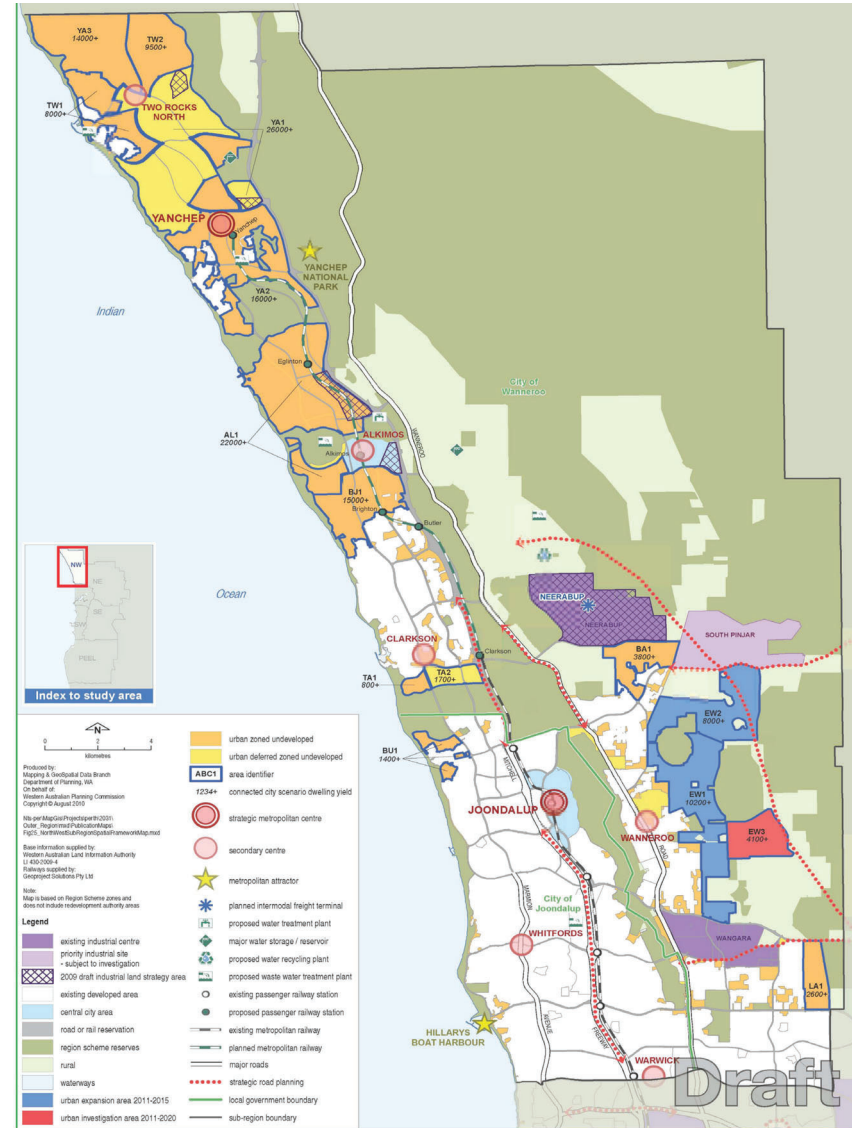 YA3
14000+
TW2
9500+
TW1
8000+
TWO ROCKS
NORTH
YA1
26000+
YANCHEP
Yanchep
YANCHEP
NATIONAL
PARK
YA2
16000+
Indian
Eglinton
City of
Wanneroo
WANNEROO
AL1
22000+
ALKIMOS
Alkimos
BJ1
15000+
Brighton
Butler
NW
NE
SE
PEEL
Index to study area
Ocean
NEERABUP
NEERABUP
SOUTH PINJAR
CLARKSON
Clarkson
BA1
3800+
TA1
800+
TA2
1700+
EW2
8000+
BU1
1400+
MITCHELL
JOONDALUP
EW1
10200+
WANNEROO
EW3
4100+
ROAD
City of
Joondalup
MARMION
WHITFORDS
WANGARA
LA1
2600+
HILLARYS
BOAT HARBOUR
AVENUE
FREEWAY
WARWICK
Draft
N
0 2 4
kilometres
Produced by:
Mapping & GeoSpatial Data Branch
Department of Planning, WA
On behalf of:
Western Australian Planning Commission
Copyright © August 2010
Base information supplied by:
Western Australian Land Information Authority
LI 430-2009-4
Railways supplied by:
Geoproject Solutions Pty Ltd
Note:
Map is based on Region Scheme zones and
does not include redevelopment authority areas
Legend
existing industrial centre
priority industrial site
- subject to investigation
2009 draft industrial land strategy area
existing developed area
central city area
road or rail reservation
region scheme reserves
rural
waterways
urban expansion area 2011-2015
urban investigation area 2011-2020
urban zoned undeveloped
urban deferred zoned undeveloped
ABC1 area identifier
1234+ connected city scenario dwelling yield
strategic metropolitan centre
secondary centre
metropolitan attractor
planned intermodal freight terminal
proposed water treatment plant
major water storage / reservoir
proposed water recycling plant
proposed waste water treatment plant
existing passenger railway station
proposed passenger railway station
existing metropolitan railway
planned metropolitan railway
major roads
strategic road planning
local government boundary
sub-region boundary